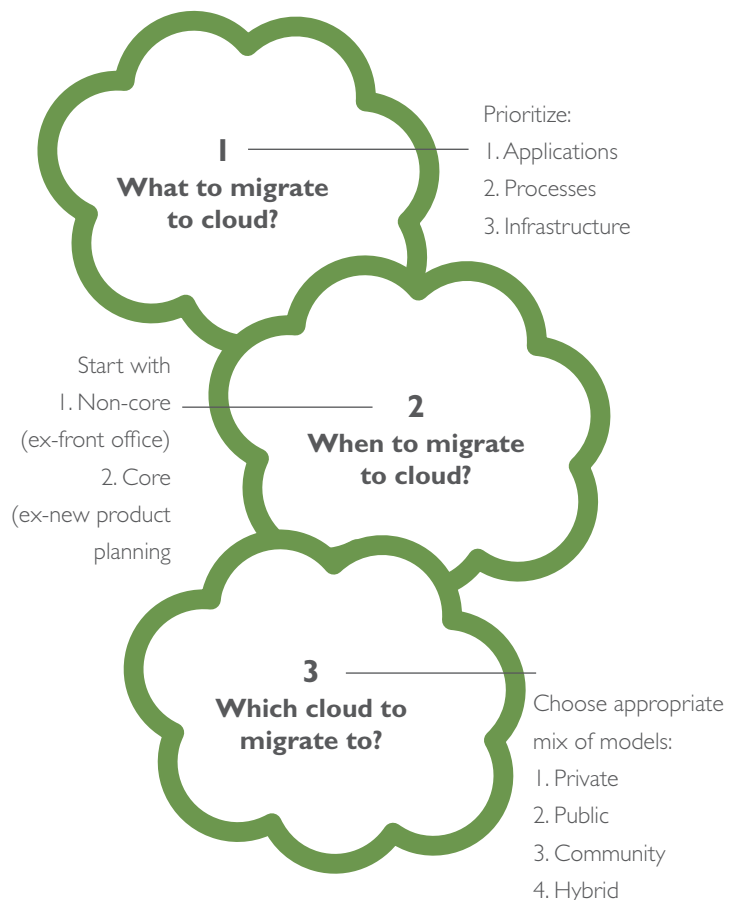 1
What to migrate
to cloud?
Prioritize:
1. Applications
2. Processes
3. Infrastructure
2
When to migrate
to cloud?
Start with
1. Non-core
(ex-front office)
2. Core
(ex-new product
planning
3
Which cloud to
migrate to?
Choose appropriate
mix of models:
1. Private
2. Public
3. Community
4. Hybrid